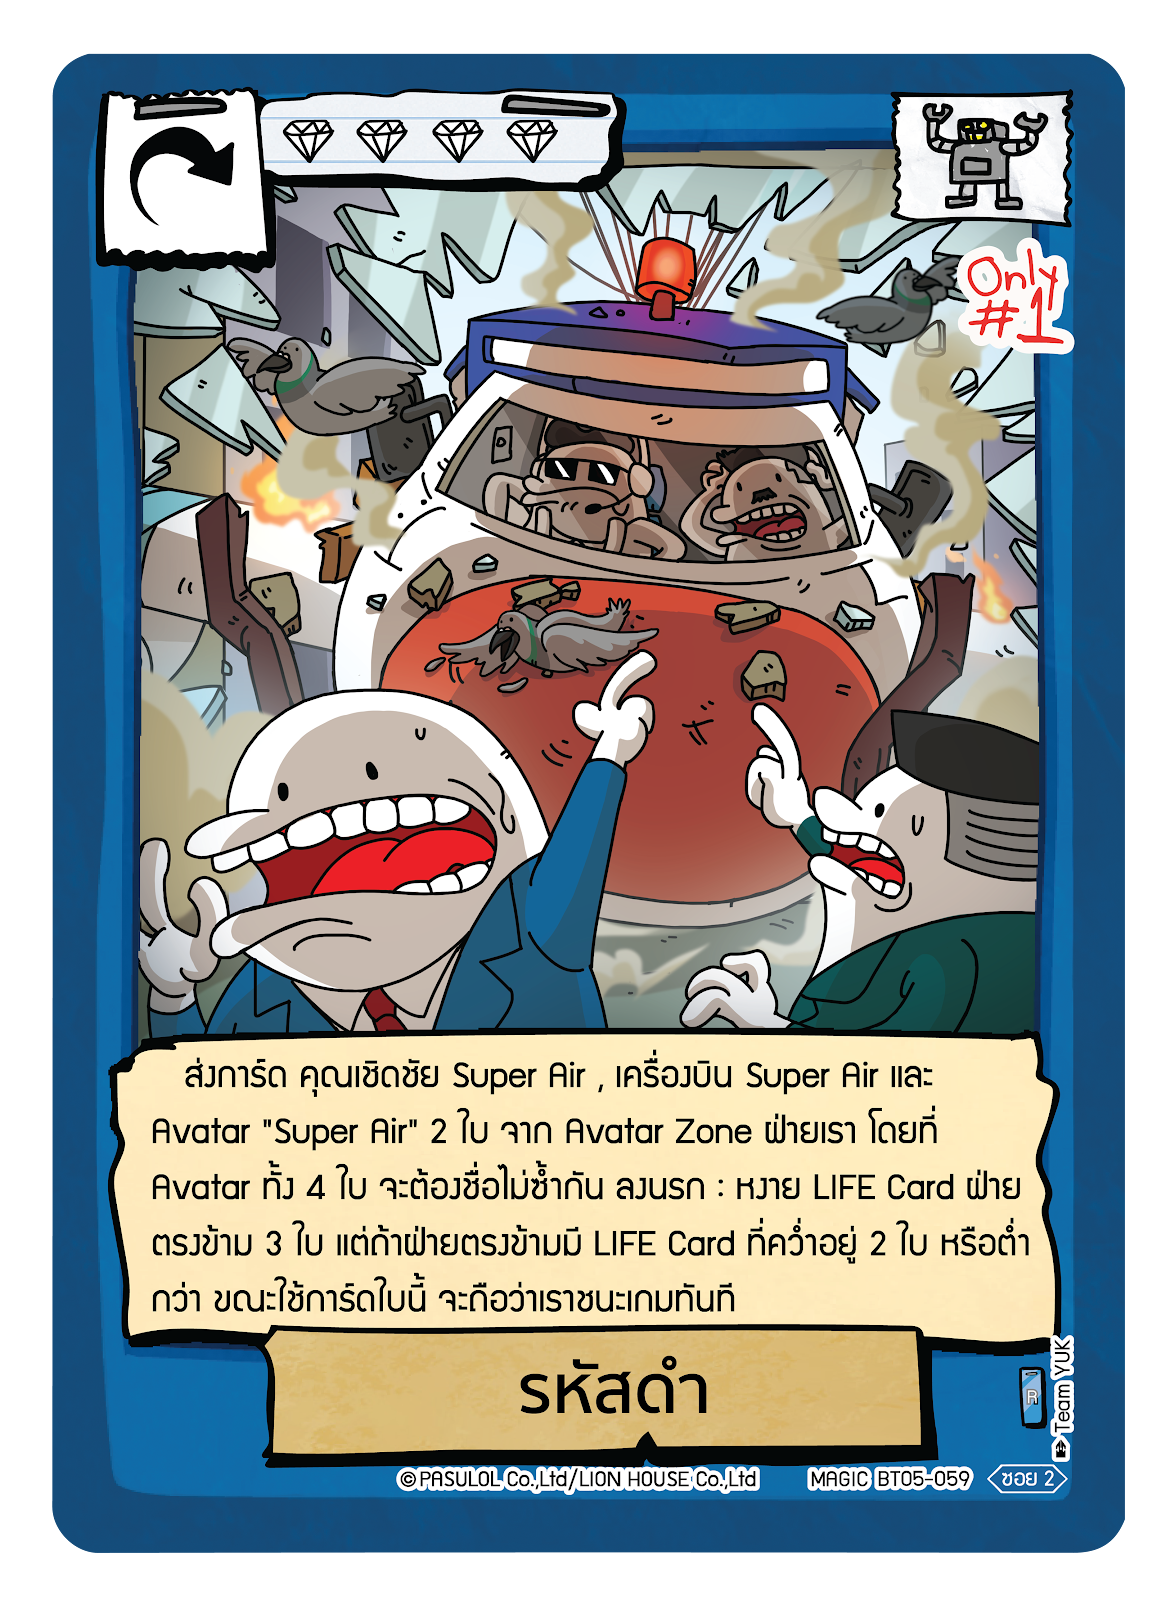 Only
#1
ส่งการ์ด คุณเชิดชัย Super Air , เครื่องบิน Super Air และ
Avatar "Super Air" 2 ใบ จาก Avatar Zone ฝ่ายเรา โดยที่
Avatar ทั้ง 4 ใบ จะต้องชื่อไม่ซ้ำกัน ลงนรก : หงาย LIFE Card ฝ่าย
ตรงข้าม 3 ใบ แต่ถ้าฝ่ายตรงข้ามมี LIFE Card ที่คว่ำอยู่ 2 ใบ หรือต่ำ
กว่า ขณะใช้การ์ดใบนี้ จะถือว่าเราชนะเกมทันที
รหัสดำ
R
Team YUK
© PASULOL Co.,Ltd/LION HOUSE Co.,Ltd
MAGIC BT05-059
ซอย 2